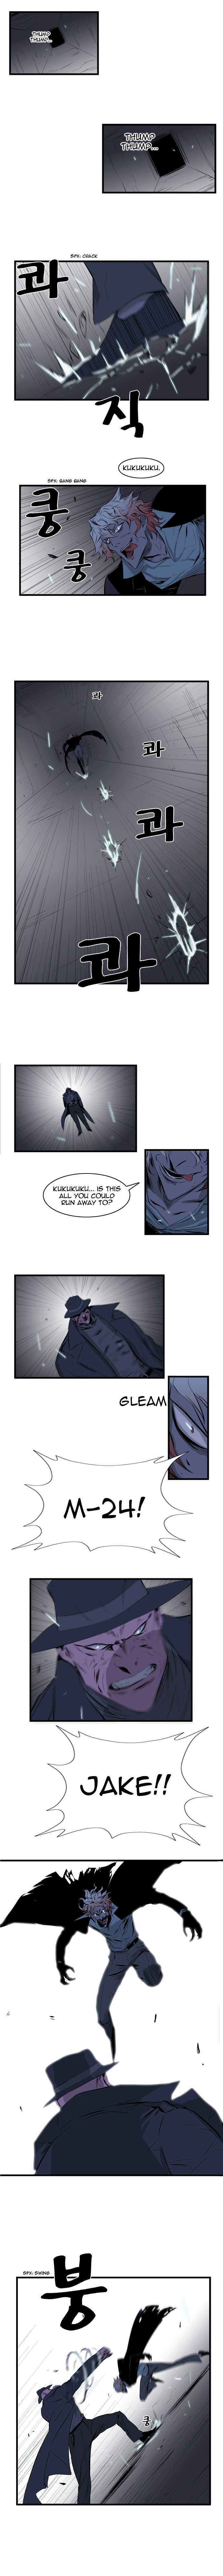 THUMP
THUMP...
THUMP
THUMP...
SFX: CRACK
콰
직
KUKUKUKU.
SFX: BANG BANG
쿵
쿵
콰
콰
콰
콰
KUKUKUKU... IS THIS
ALL YOU COULD
RUN AWAY TO?
GLEAM
M-24!
JAKE!!
SFX: SWING
붕
쿵